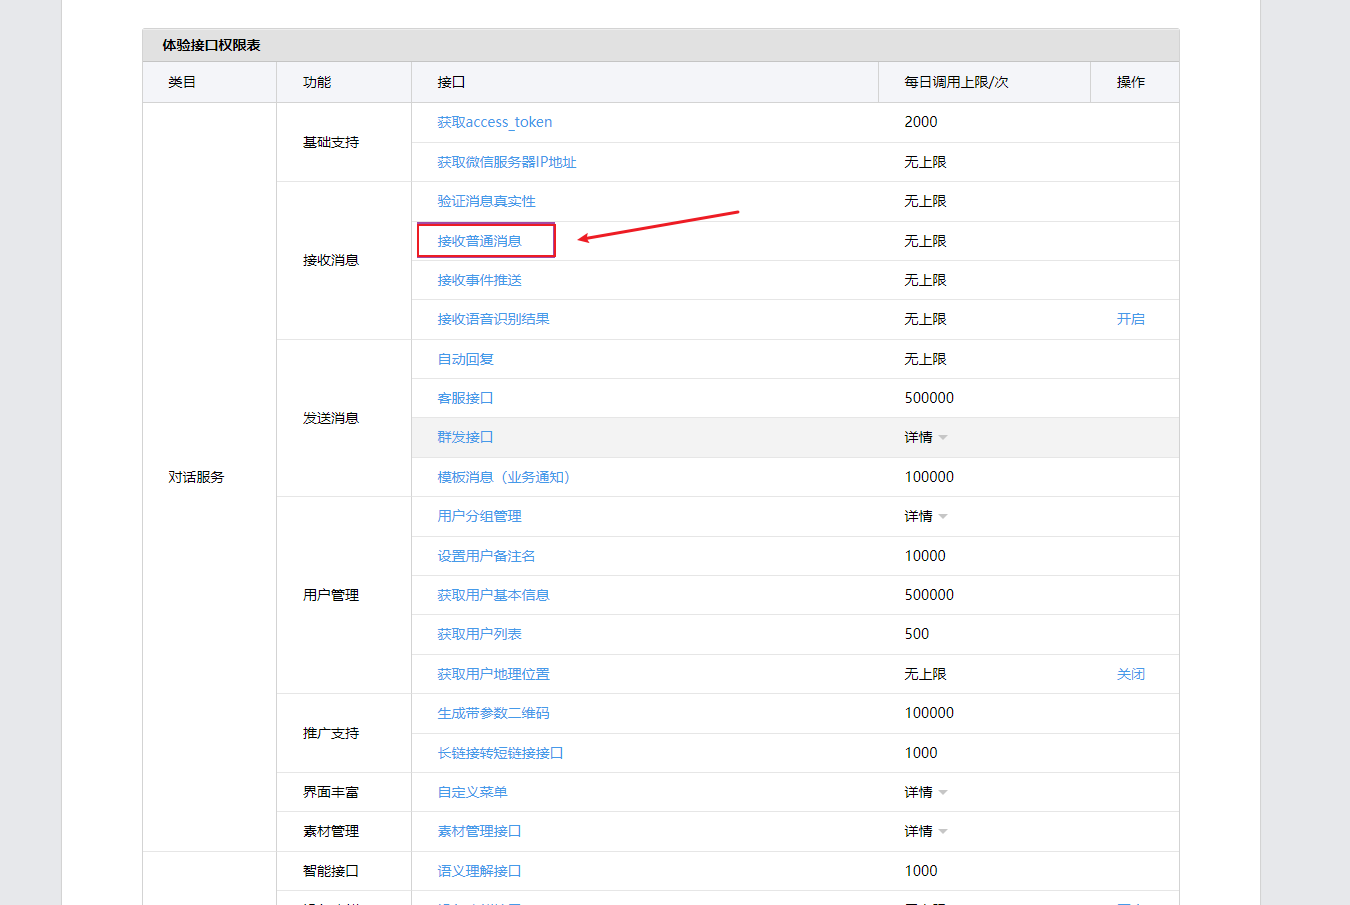 体验接口权限表
类目 功能 接口 每日调用上限/次 操作
对话服务
基础支持
获取access_token 2000
获取微信服务器IP地址 无上限
接收消息
验证消息真实性 无上限
接收普通消息 无上限
接收事件推送 无上限
接收语音识别结果 无上限 开启
发送消息
自动回复 无上限
客服接口 500000
群发接口 详情
模板消息（业务通知） 100000
用户管理
用户分组管理 详情
设置用户备注名 10000
获取用户基本信息 500000
获取用户列表 500
获取用户地理位置 无上限 关闭
推广支持
生成带参数二维码 100000
长链接转短链接接口 1000
界面丰富 自定义菜单 详情
素材管理 素材管理接口 详情
智能接口 语义理解接口 1000